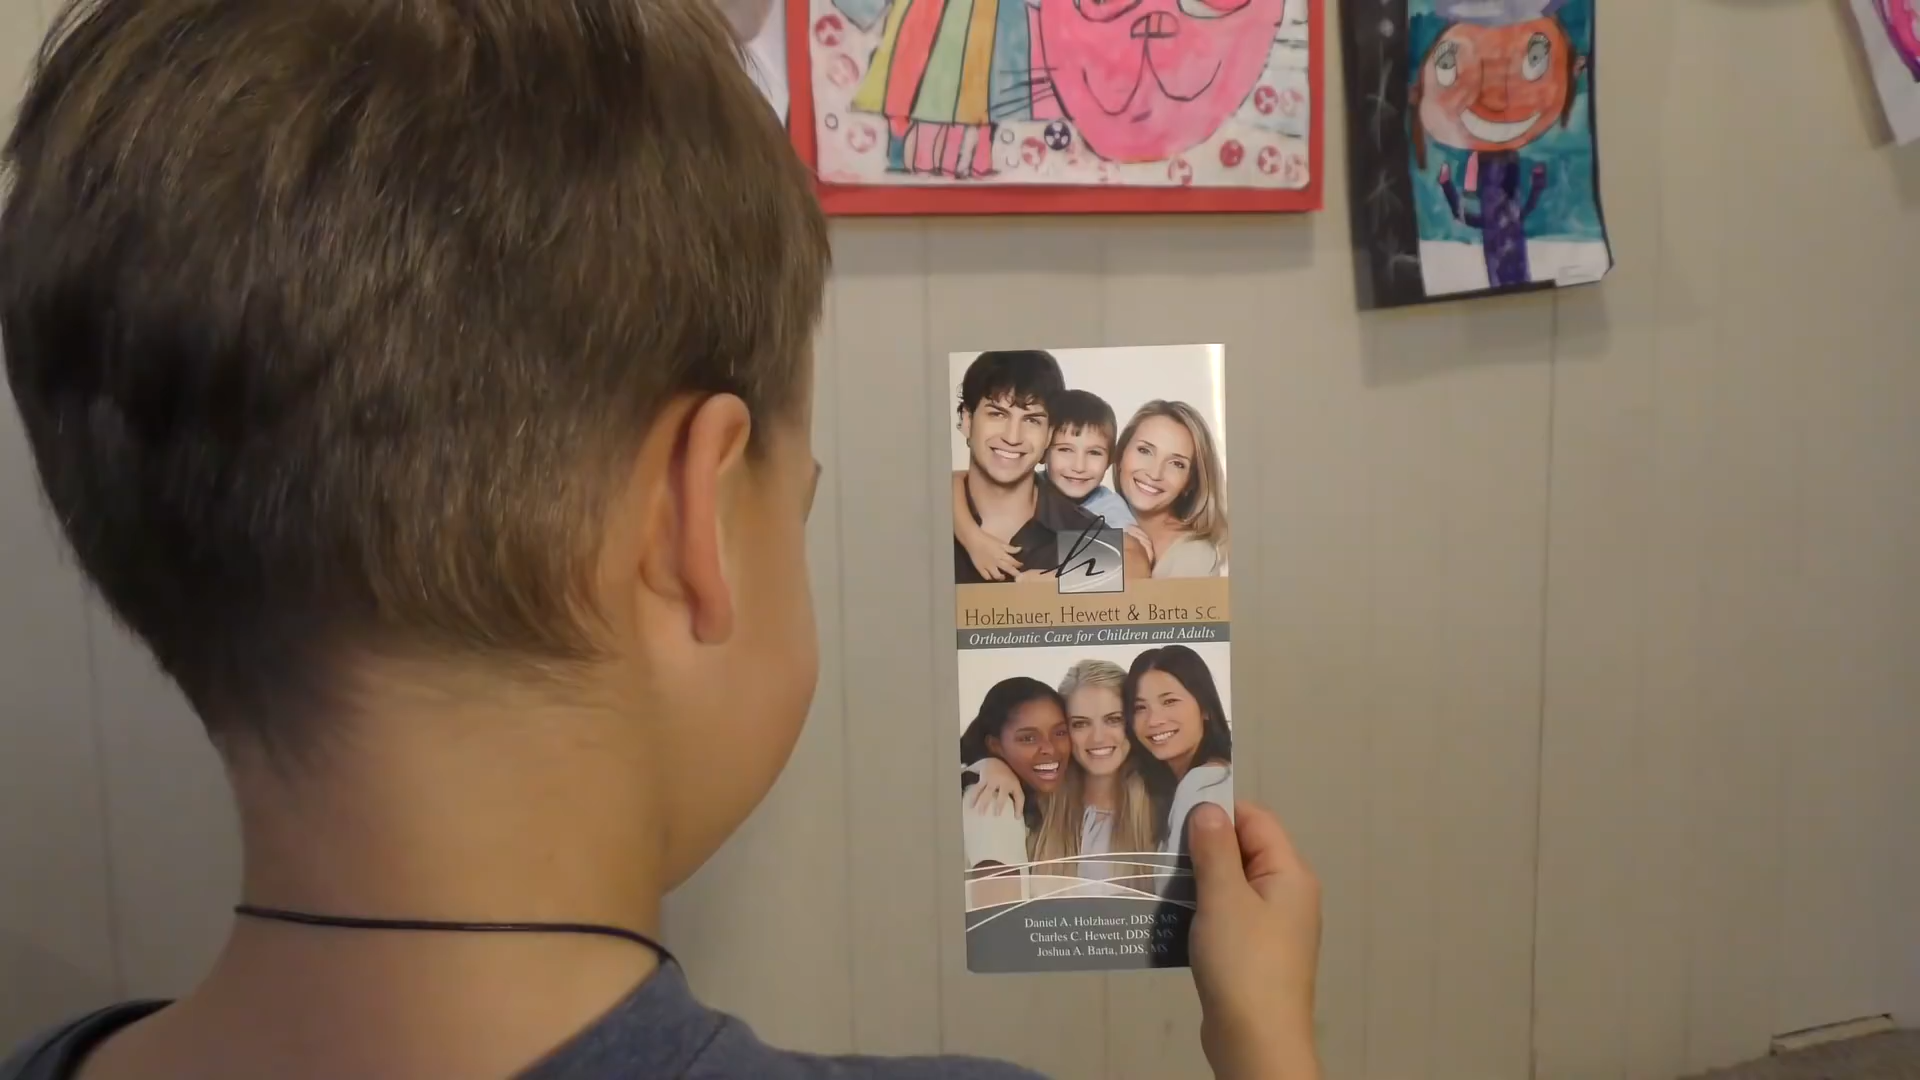 h
Holzhauer, Hewett & Barta S.C.
Orthodontic Care for Children and Adults
Daniel A. Holzhauer, DDS, MS
Charles C. Hewett, DDS, MS
Joshua A. Barta, DDS, MS